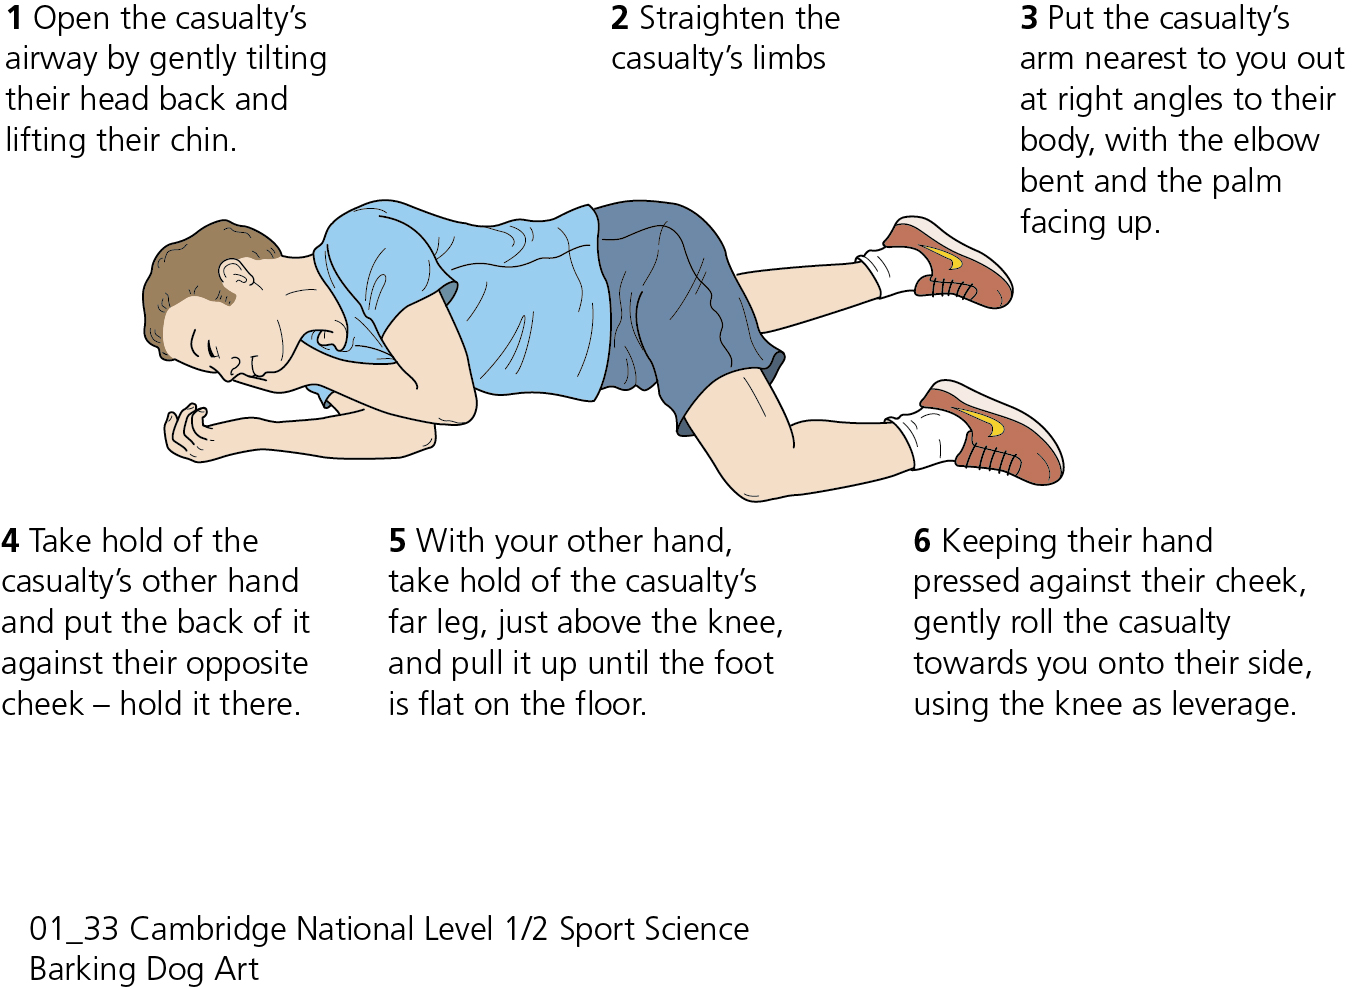 1 Open the casualty’s
airway by gently tilting
their head back and
lifting their chin.
2 Straighten the
casualty’s limbs
3 Put the casualty’s
arm nearest to you out
at right angles to their
body, with the elbow
bent and the palm
facing up.
4 Take hold of the
casualty’s other hand
and put the back of it
against their opposite
cheek – hold it there.
5 With your other hand,
take hold of the casualty’s
far leg, just above the knee,
and pull it up until the foot
is flat on the floor.
6 Keeping their hand
pressed against their cheek,
gently roll the casualty
towards you onto their side,
using the knee as leverage.
01_33 Cambridge National Level 1/2 Sport Science
Barking Dog Art